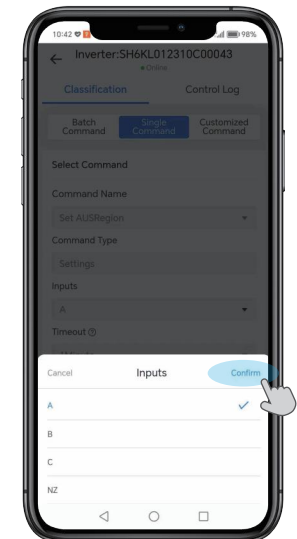 10:42 98%
Inverter:SH6KL012310C00043
Online
Classification Control Log
Batch Command Single Command Customized Command
Select Command
Command Name
Set AUSRegion
Command Type
Settings
Inputs
A
Timeout ?
Cancel Inputs Confirm
A
B
C
NZ